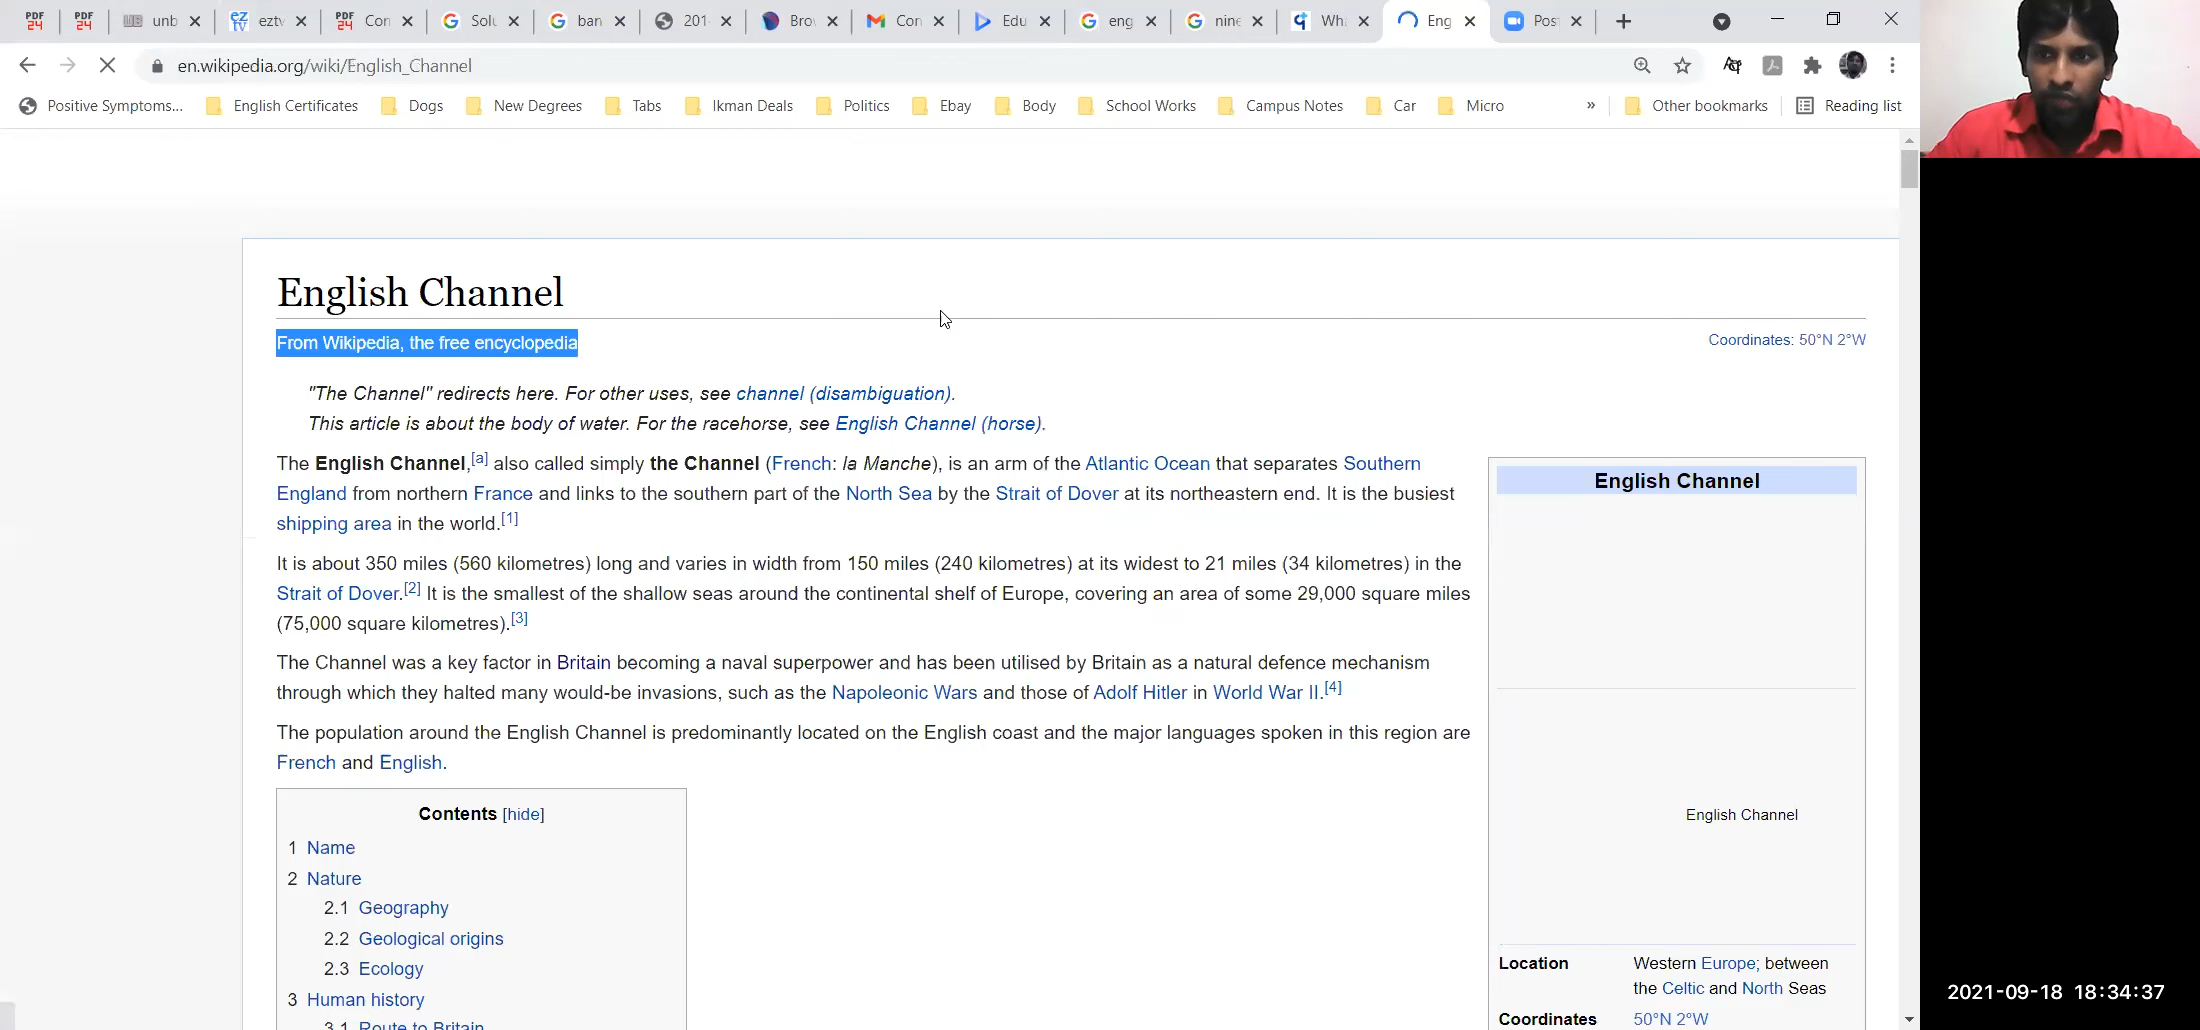 unb
eztv
Con
Solu
ban
201
Bro
Con
Edu
eng
nine
Wh
Eng
Pos
en.wikipedia.org/wiki/English_Channel
Positive Symptoms... English Certificates Dogs New Degrees Tabs Ikman Deals Politics Ebay Body School Works Campus Notes Car Micro » Other bookmarks Reading list
English Channel
From Wikipedia, the free encyclopedia
Coordinates: 50°N 2°W
"The Channel" redirects here. For other uses, see channel (disambiguation).
This article is about the body of water. For the racehorse, see English Channel (horse).
The English Channel,[a] also called simply the Channel (French: la Manche), is an arm of the Atlantic Ocean that separates Southern
England from northern France and links to the southern part of the North Sea by the Strait of Dover at its northeastern end. It is the busiest
shipping area in the world.[1]
It is about 350 miles (560 kilometres) long and varies in width from 150 miles (240 kilometres) at its widest to 21 miles (34 kilometres) in the
Strait of Dover.[2] It is the smallest of the shallow seas around the continental shelf of Europe, covering an area of some 29,000 square miles
(75,000 square kilometres).[3]
The Channel was a key factor in Britain becoming a naval superpower and has been utilised by Britain as a natural defence mechanism
through which they halted many would-be invasions, such as the Napoleonic Wars and those of Adolf Hitler in World War II.[4]
The population around the English Channel is predominantly located on the English coast and the major languages spoken in this region are
French and English.
Contents [hide]
1 Name
2 Nature
2.1 Geography
2.2 Geological origins
2.3 Ecology
3 Human history
3.1 Route to Britain
English Channel
English Channel
Location Western Europe; between
the Celtic and North Seas
Coordinates 50°N 2°W
2021-09-18 18:34:37